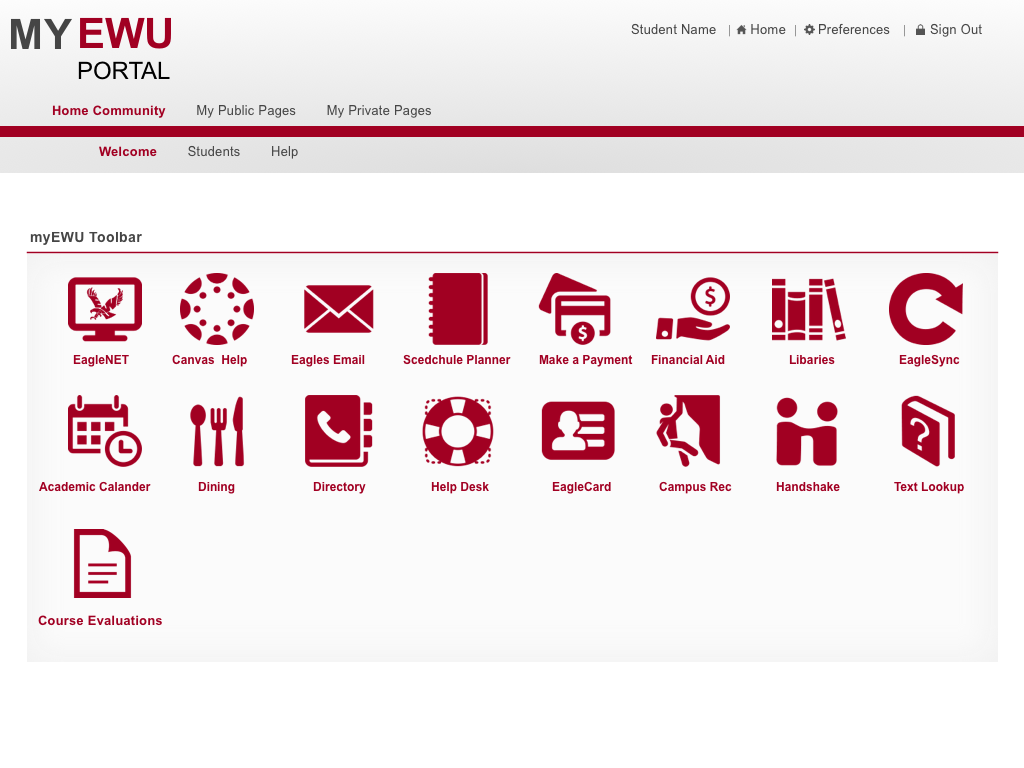 MY EWU
PORTAL
Student Name | Home | Preferences | Sign Out
Home Community My Public Pages My Private Pages
Welcome Students Help
myEWU Toolbar
EagleNET Canvas Help Eagles Email Scedchule Planner Make a Payment Financial Aid Libaries EagleSync
Academic Calander Dining Directory Help Desk EagleCard Campus Rec Handshake Text Lookup
Course Evaluations